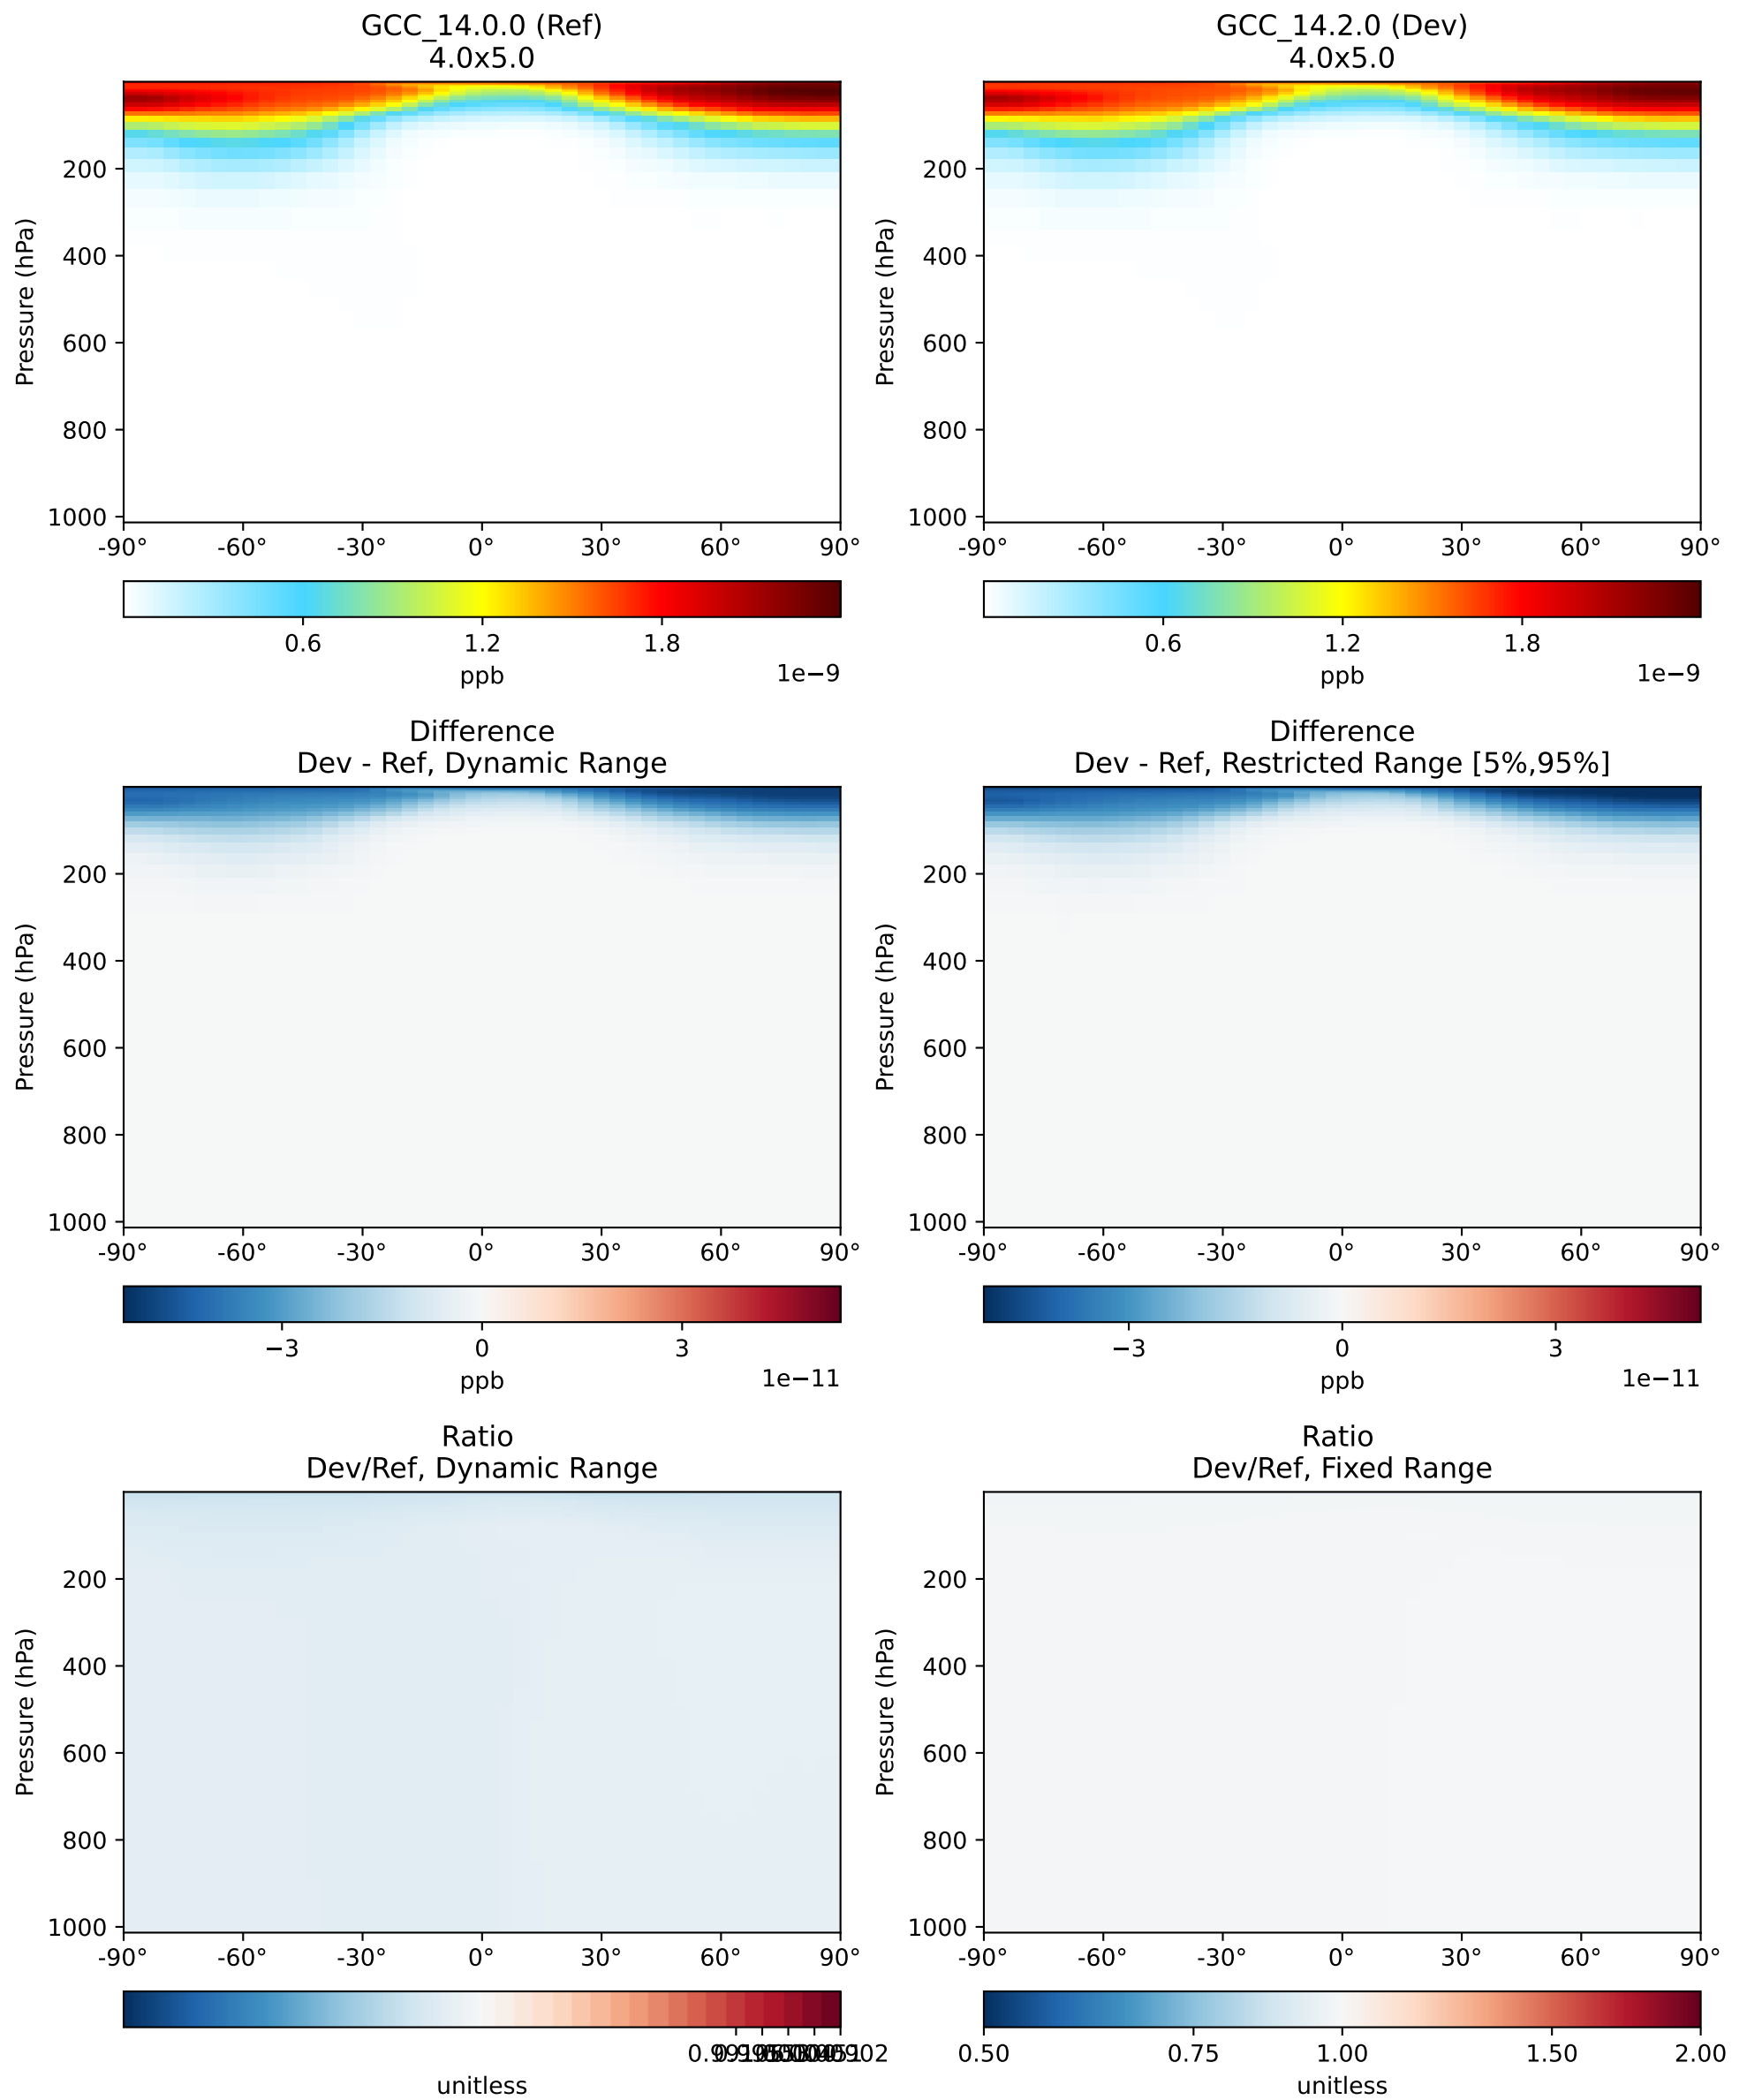 GCC_14.0.0 (Ref)
4.0x5.0
Pressure (hPa)
200
400
600
800
1000
-90° -60° -30° 0° 30° 60° 90°
0.6 1.2 1.8
ppb
1e−9
GCC_14.2.0 (Dev)
4.0x5.0
Pressure (hPa)
200
400
600
800
1000
-90° -60° -30° 0° 30° 60° 90°
0.6 1.2 1.8
ppb
1e−9
Difference
Dev - Ref, Dynamic Range
Pressure (hPa)
200
400
600
800
1000
-90° -60° -30° 0° 30° 60° 90°
−3 0 3
ppb
1e−11
Difference
Dev - Ref, Restricted Range [5%,95%]
Pressure (hPa)
200
400
600
800
1000
-90° -60° -30° 0° 30° 60° 90°
−3 0 3
ppb
1e−11
Ratio
Dev/Ref, Dynamic Range
Pressure (hPa)
200
400
600
800
1000
-90° -60° -30° 0° 30° 60° 90°
unitless
Ratio
Dev/Ref, Fixed Range
Pressure (hPa)
200
400
600
800
1000
-90° -60° -30° 0° 30° 60° 90°
0.50 0.75 1.00 1.50 2.00
unitless